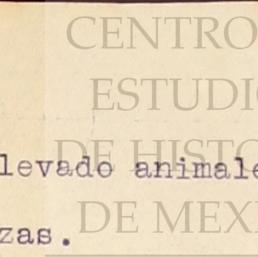 CENTRO
ESTUDI
levado animale
DE HISTO
DE MEX
zas.